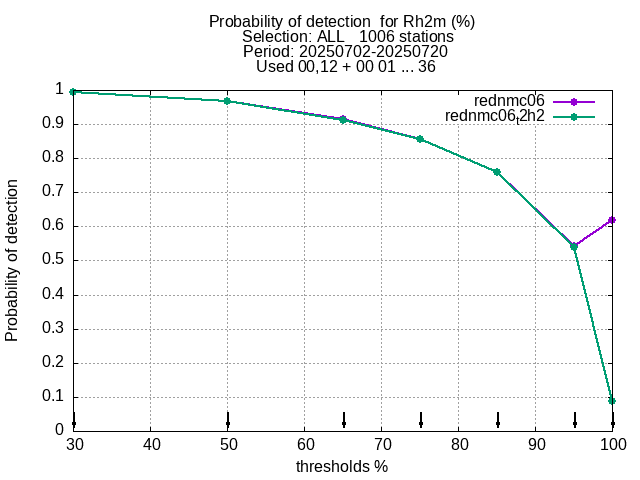 Probability of detection  for Rh2m (%)
Selection: ALL   1006 stations
Period: 20250702-20250720
Used 00,12 + 00 01 ... 36
rednmc06
rednmc06,2h2
Probability of detection
1
0.9
0.8
0.7
0.6
0.5
0.4
0.3
0.2
0.1
0
30 40 50 60 70 80 90 100
thresholds %